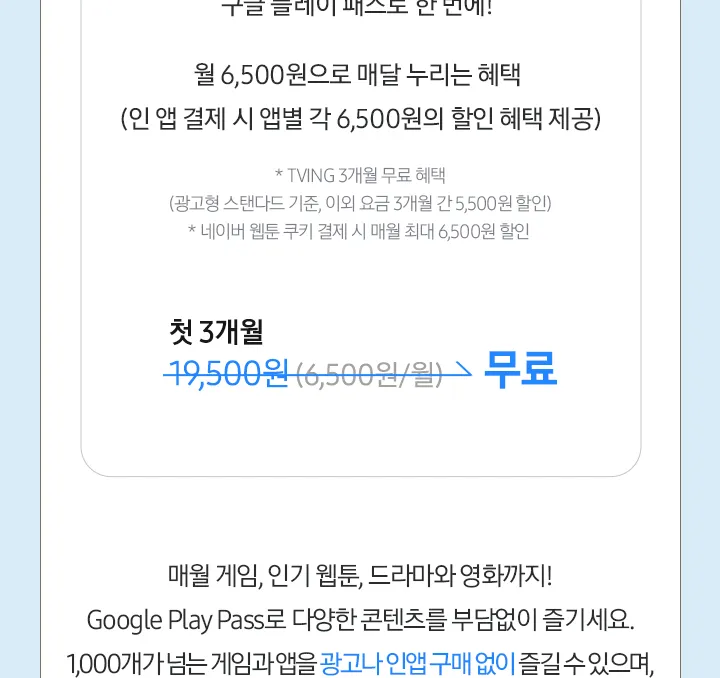 구글 플레이 패스로 한 번에!
월 6,500원으로 매달 누리는 혜택
(인 앱 결제 시 앱별 각 6,500원의 할인 혜택 제공)
* TVING 3개월 무료 혜택
(광고형 스탠다드 기준, 이외 요금 3개월 간 5,500원 할인)
* 네이버 웹툰 쿠키 결제 시 매월 최대 6,500원 할인
첫 3개월
19,500원 (6,500원/월) 무료
매월 게임, 인기 웹툰, 드라마와 영화까지!
Google Play Pass로 다양한 콘텐츠를 부담없이 즐기세요.
1,000개가 넘는 게임과 앱을 광고나 인앱 구매 없이 즐길 수 있으며,